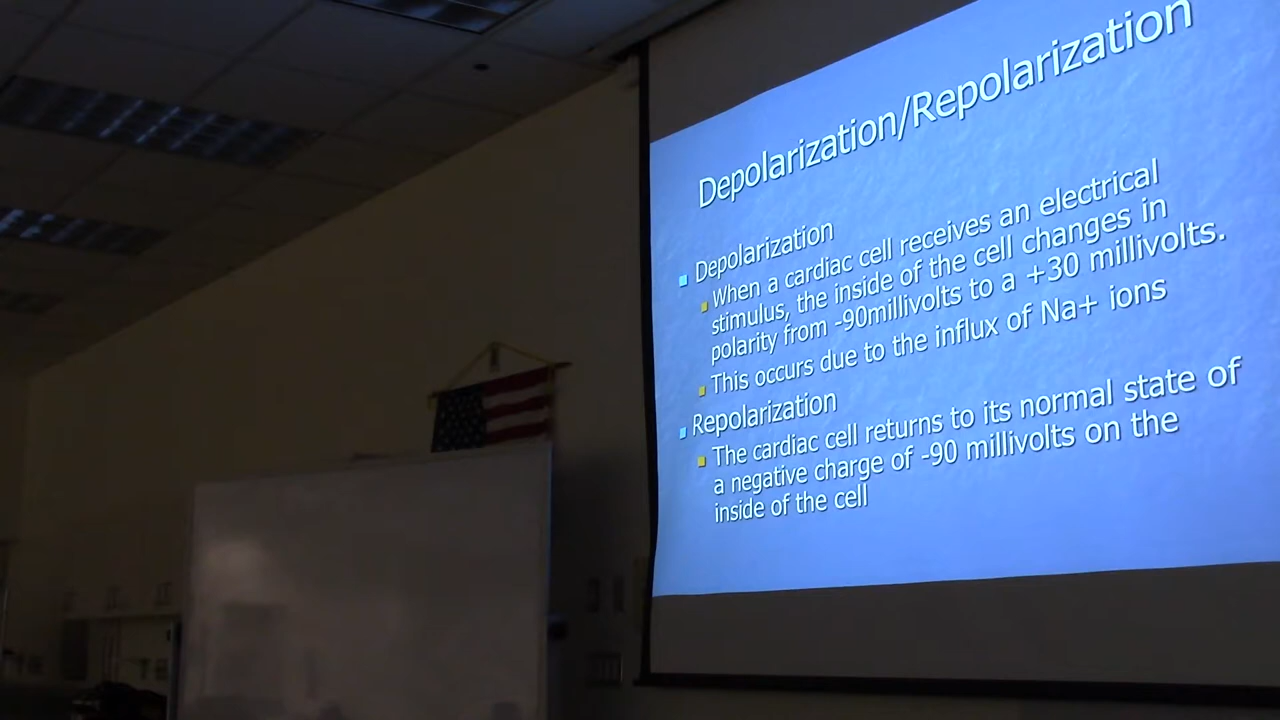 Depolarization/Repolarization
Depolarization
When a cardiac cell receives an electrical
stimulus, the inside of the cell changes in
polarity from -90millivolts to a +30 millivolts.
This occurs due to the influx of Na+ ions
Repolarization
The cardiac cell returns to its normal state of
a negative charge of -90 millivolts on the
inside of the cell